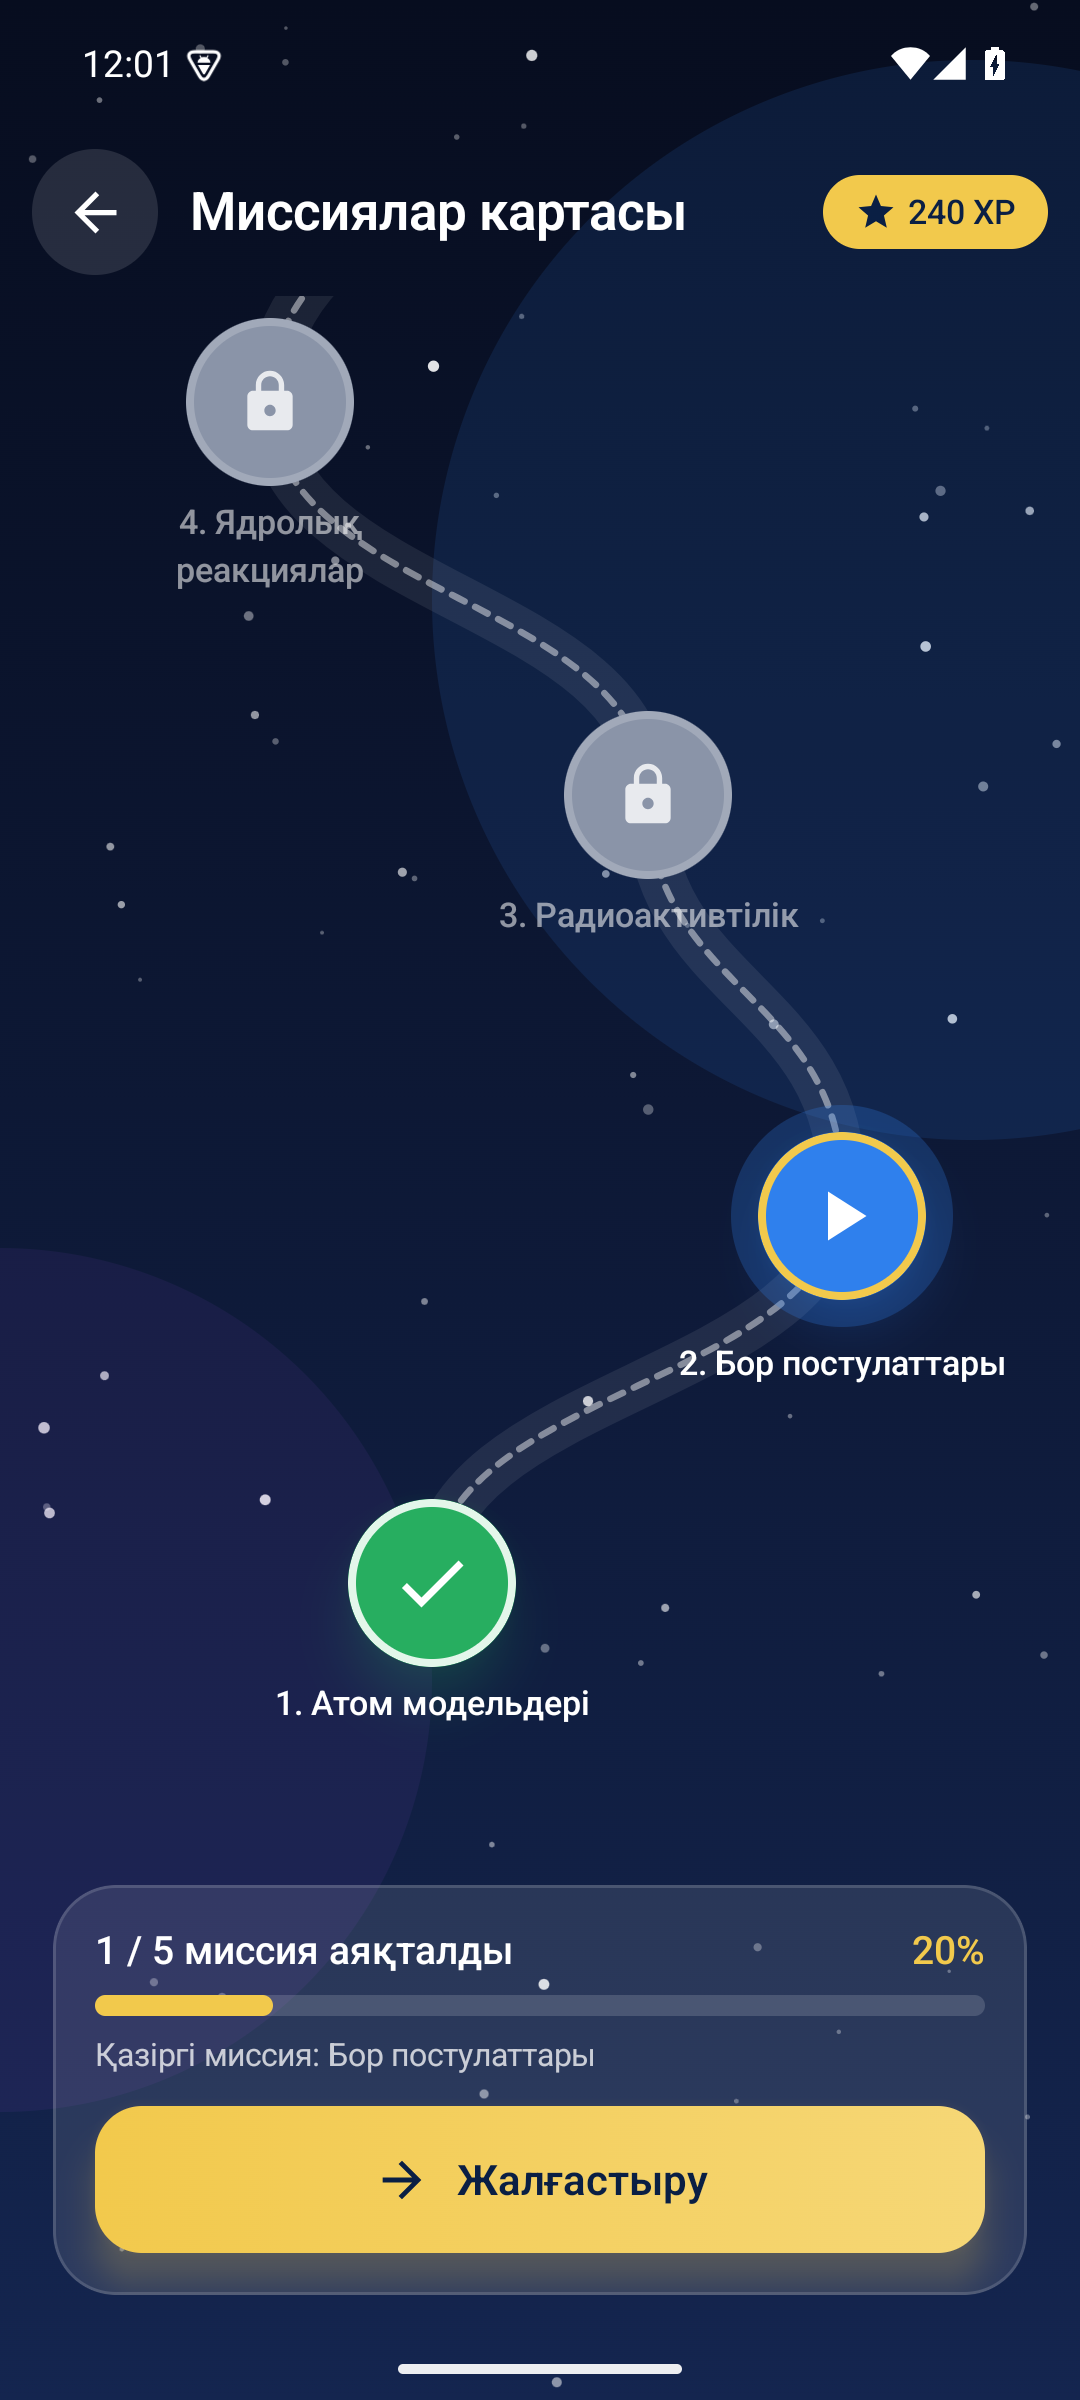 12:01
Миссиялар картасы
240 XP
4. Ядролық
реакциялар
3. Радиоактивтілік
2. Бор постулаттары
1. Атом модельдері
1 / 5 миссия аяқталды
20%
Қазіргі миссия: Бор постулаттары
Жалғастыру